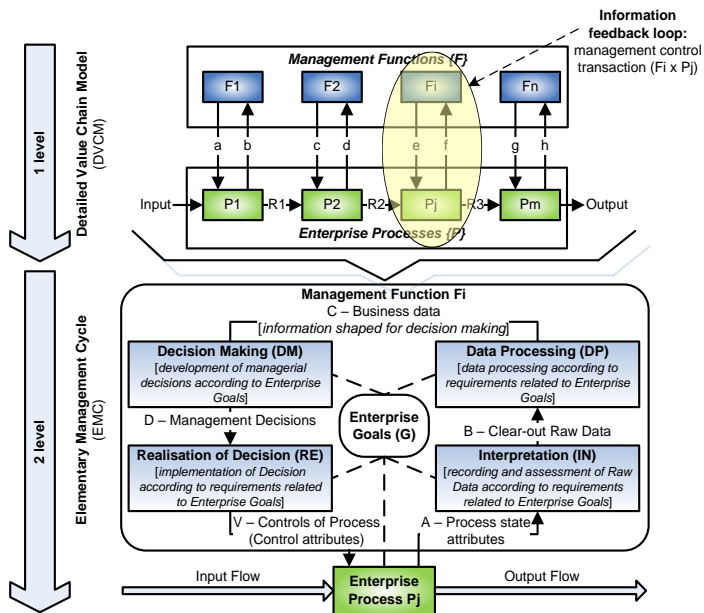 Information
feedback loop:
management control
transaction (Fi x Pj)
1 level
Detailed Value Chain Model
(DVCM)
Management Functions {F}
F1
F2
Fi
Fn
a
b
c
d
e
f
g
h
Input
P1
R1
P2
R2
Pj
R3
Pm
Output
Enterprise Processes {P}
2 level
Elementary Management Cycle
(EMC)
Management Function Fi
C – Business data
[information shaped for decision making]
Decision Making (DM)
[development of managerial
decisions according to Enterprise
Goals]
Data Processing (DP)
[data processing according to
requirements related to Enterprise
Goals]
D – Management Decisions
Enterprise
Goals (G)
B – Clear-out Raw Data
Realisation of Decision (RE)
[implementation of Decision
according to requirements related
to Enterprise Goals]
Interpretation (IN)
[recording and assessment of Raw
Data according to requirements
related to Enterprise Goals]
V – Controls of Process
(Control attributes)
A – Process state
attributes
Input Flow
Enterprise
Process Pj
Output Flow